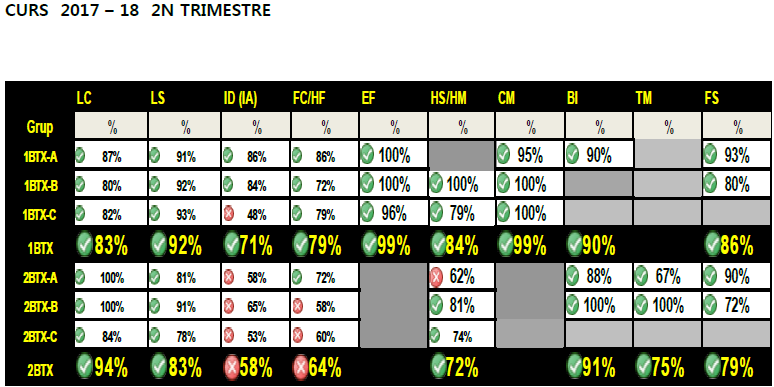 CURS 2017 – 18 2N TRIMESTRE
LC LS ID (IA) FC/HF EF HS/HM CM BI TM FS
Grup % % % % % % % % % %
1BTX-A 87% 91% 86% 86% 100% 95% 90% 93%
1BTX-B 80% 92% 84% 72% 100% 100% 100% 80%
1BTX-C 82% 93% 48% 79% 96% 79% 100%
1BTX 83% 92% 71% 79% 99% 84% 99% 90% 86%
2BTX-A 100% 81% 58% 72% 62% 88% 67% 90%
2BTX-B 100% 91% 65% 58% 81% 100% 100% 72%
2BTX-C 84% 78% 53% 60% 74%
2BTX 94% 83% 58% 64% 72% 91% 75% 79%